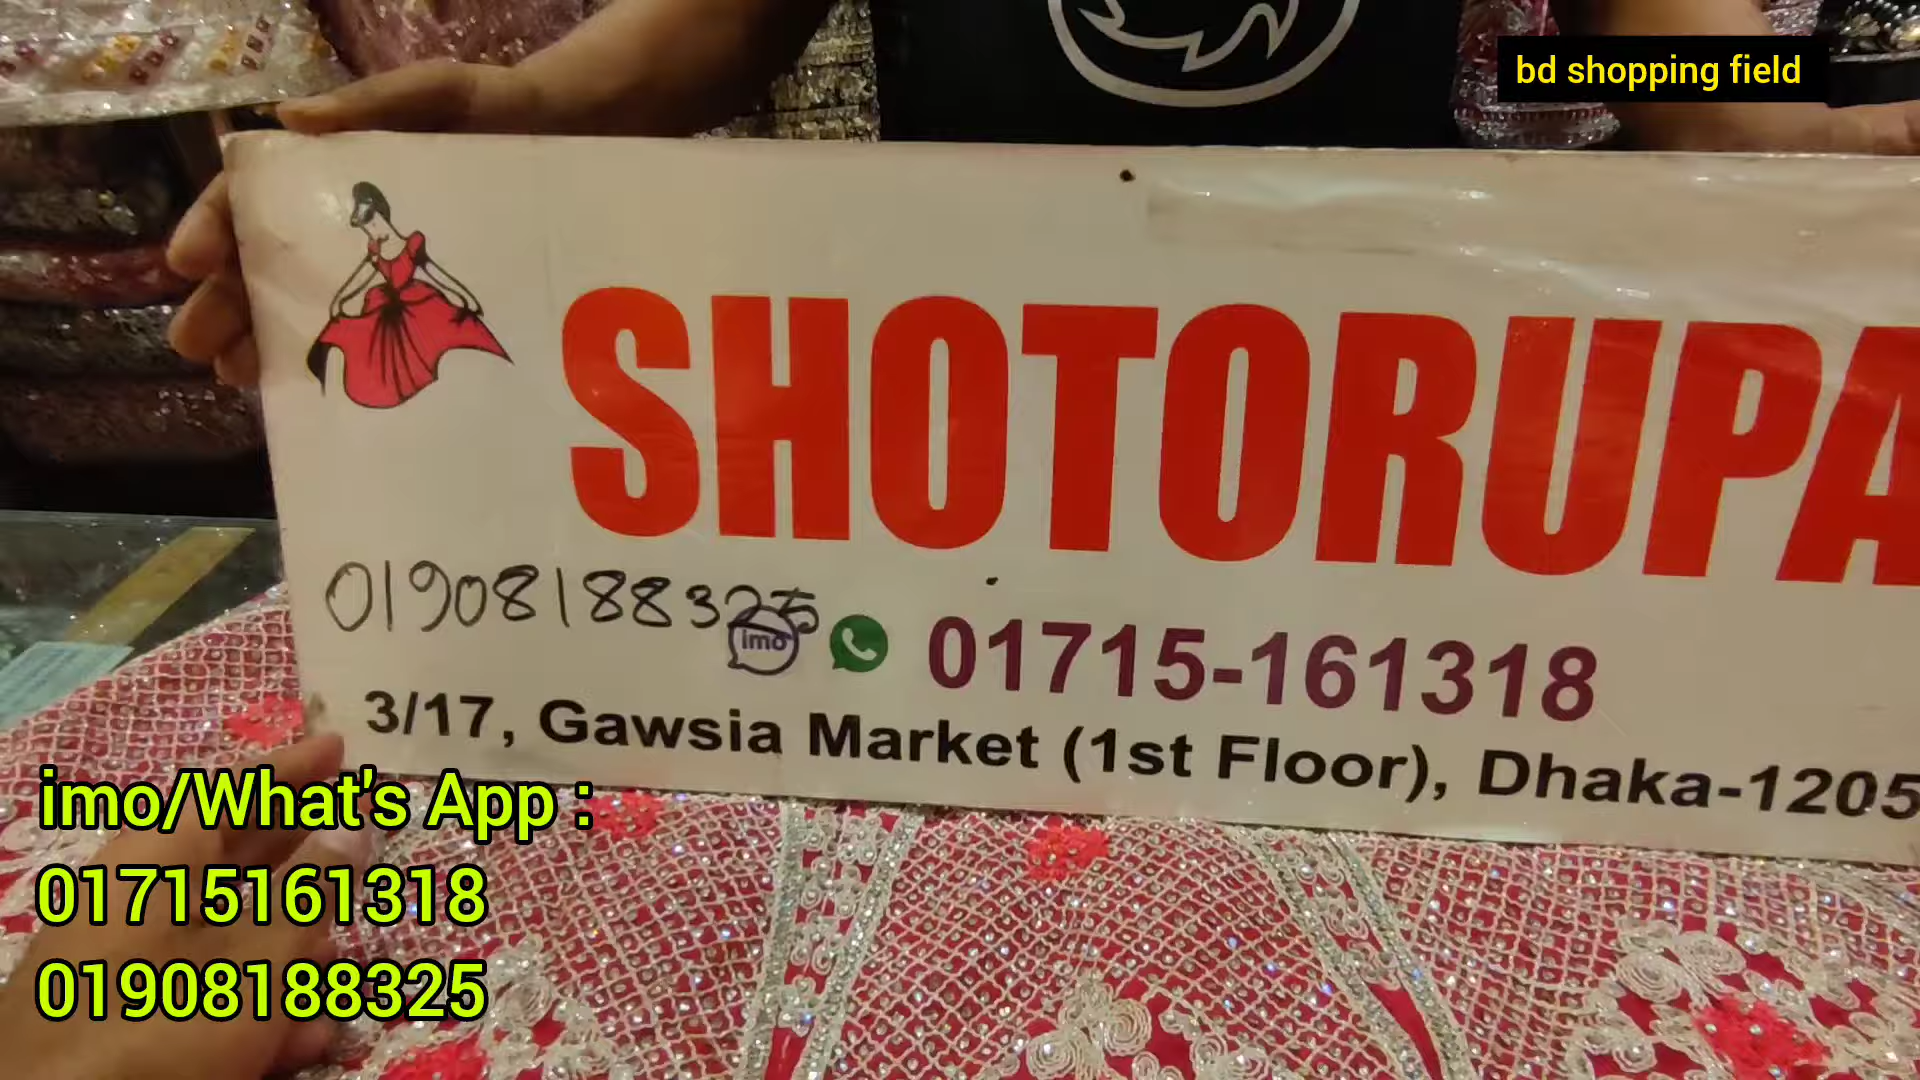 bd shopping field
SHOTORUPA
01908188325
imo
01715-161318
3/17, Gawsia Market (1st Floor), Dhaka-1205
imo/What's App :
01715161318
01908188325